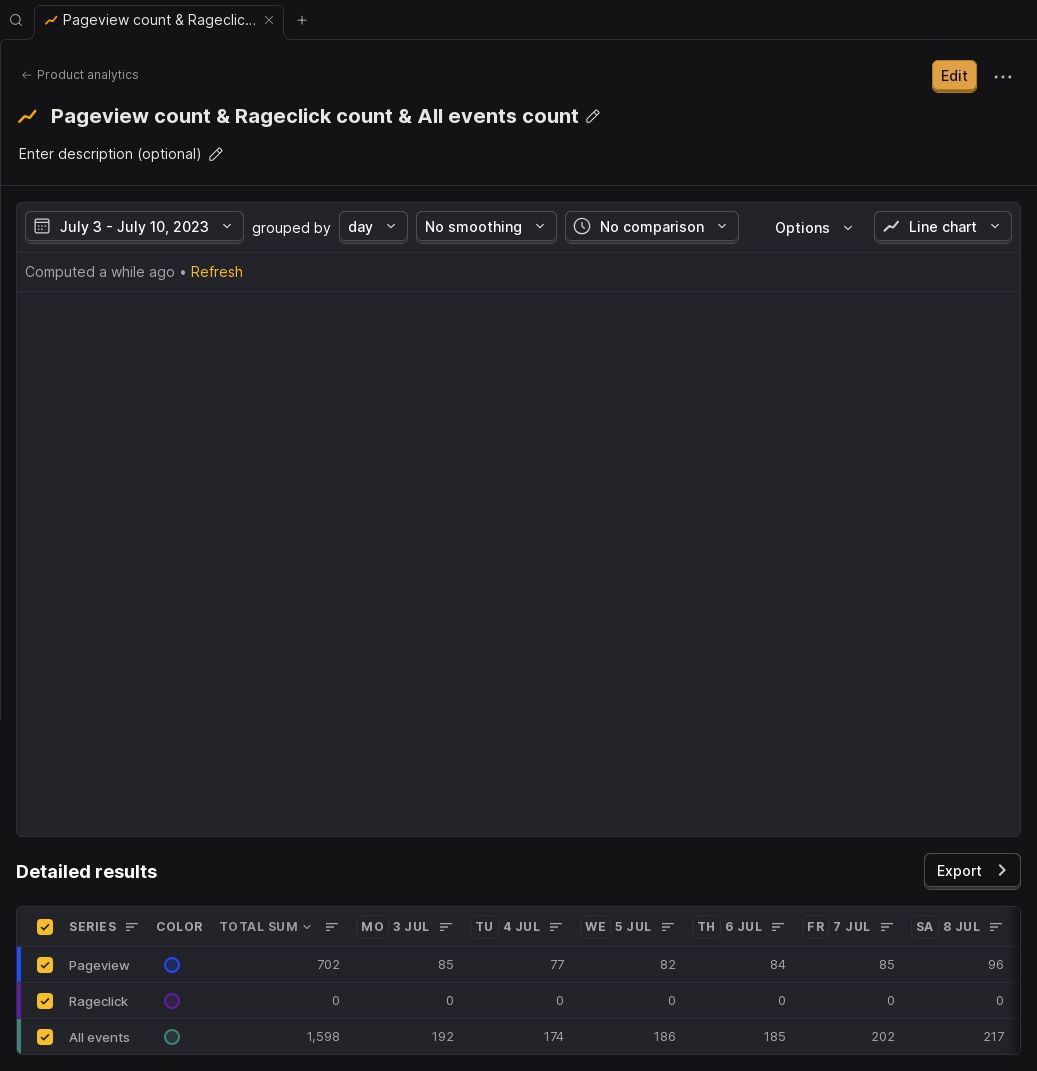 Pageview count & Rageclic...
Product analytics
Edit
Pageview count & Rageclick count & All events count
Enter description (optional)
July 3 - July 10, 2023 grouped by day No smoothing No comparison Options Line chart
Computed a while ago • Refresh
Detailed results
Export
SERIES COLOR TOTAL SUM MO 3 JUL TU 4 JUL WE 5 JUL TH 6 JUL FR 7 JUL SA 8 JUL
Pageview 702 85 77 82 84 85 96
Rageclick 0 0 0 0 0 0 0
All events 1,598 192 174 186 185 202 217